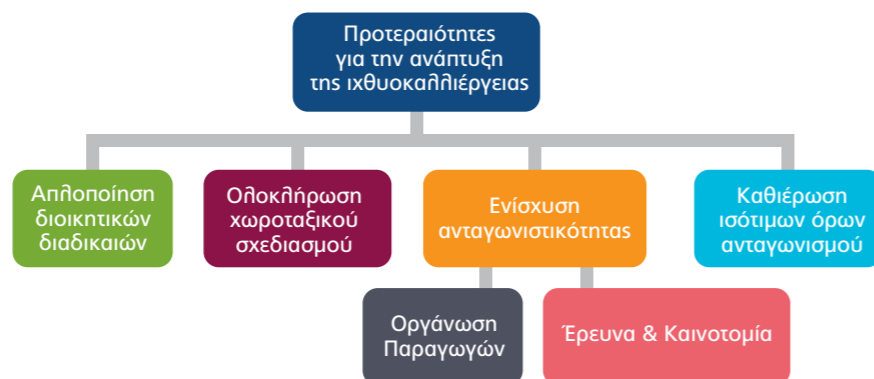 Προτεραιότητες
για την ανάπτυξη
της ιχθυοκαλλιέργειας
Απλοποίηση
διοικητικών
διαδικαιών
Ολοκλήρωση
χωροταξικού
σχεδιασμού
Ενίσχυση
ανταγωνιστικότητας
Καθιέρωση
ισότιμων όρων
ανταγωνισμού
Οργάνωση
Παραγωγών
Έρευνα & Καινοτομία